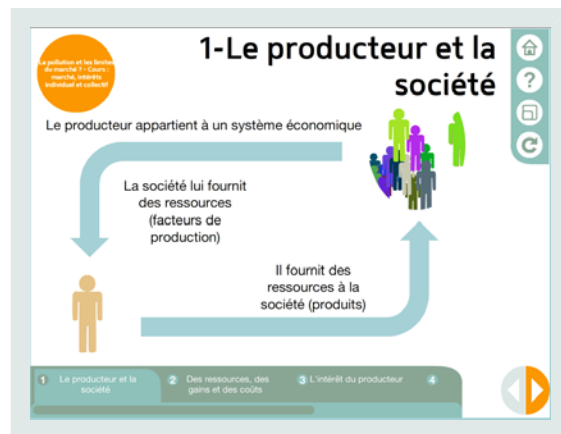 La pollution et les limites
du marché ? - Cours :
marché, intérêts
individuel et collectif
1-Le producteur et la
société
?
Le producteur appartient à un système économique
La société lui fournit
des ressources
(facteurs de
production)
Il fournit des
ressources à la
société (produits)
1 Le producteur et la
société
2 Des ressources, des
gains et des coûts
3 L'intérêt du producteur
4